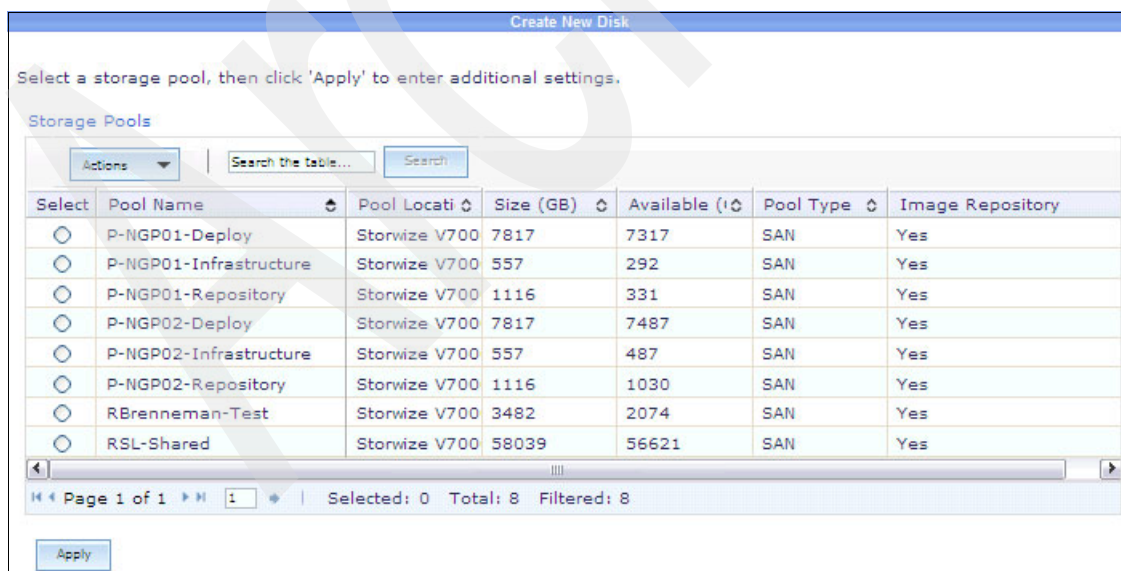 Create New Disk
Select a storage pool, then click 'Apply' to enter additional settings.
Storage Pools
Actions Search the table... Search
Select Pool Name Pool Locati Size (GB) Available ( Pool Type Image Repository
P-NGP01-Deploy Storwize V700 7817 7317 SAN Yes
P-NGP01-Infrastructure Storwize V700 557 292 SAN Yes
P-NGP01-Repository Storwize V700 1116 331 SAN Yes
P-NGP02-Deploy Storwize V700 7817 7487 SAN Yes
P-NGP02-Infrastructure Storwize V700 557 487 SAN Yes
P-NGP02-Repository Storwize V700 1116 1030 SAN Yes
RBrenneman-Test Storwize V700 3482 2074 SAN Yes
RSL-Shared Storwize V700 58039 56621 SAN Yes
Page 1 of 1 1 | Selected: 0 Total: 8 Filtered: 8
Apply